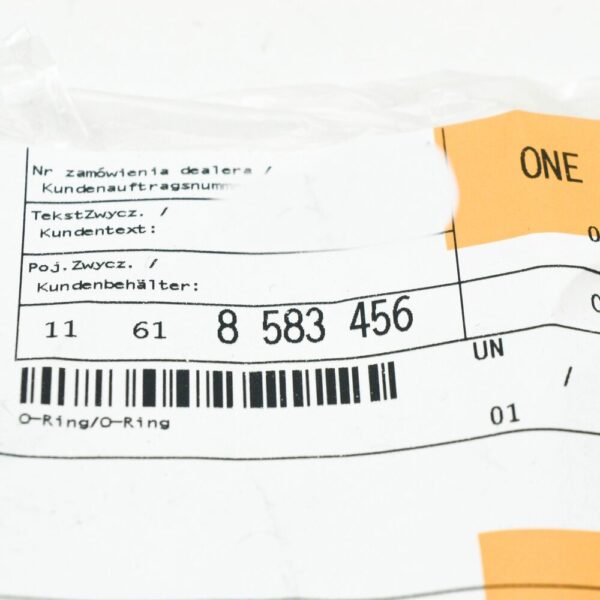 Nr zamówienia dealera /
Kundenauftragsnumm
ONE
TekstZwycz. /
Kundentext:
Poj.Zwycz. /
Kundenbehälter:
11 61 8 583 456
UN
/
O-Ring/O-Ring
01